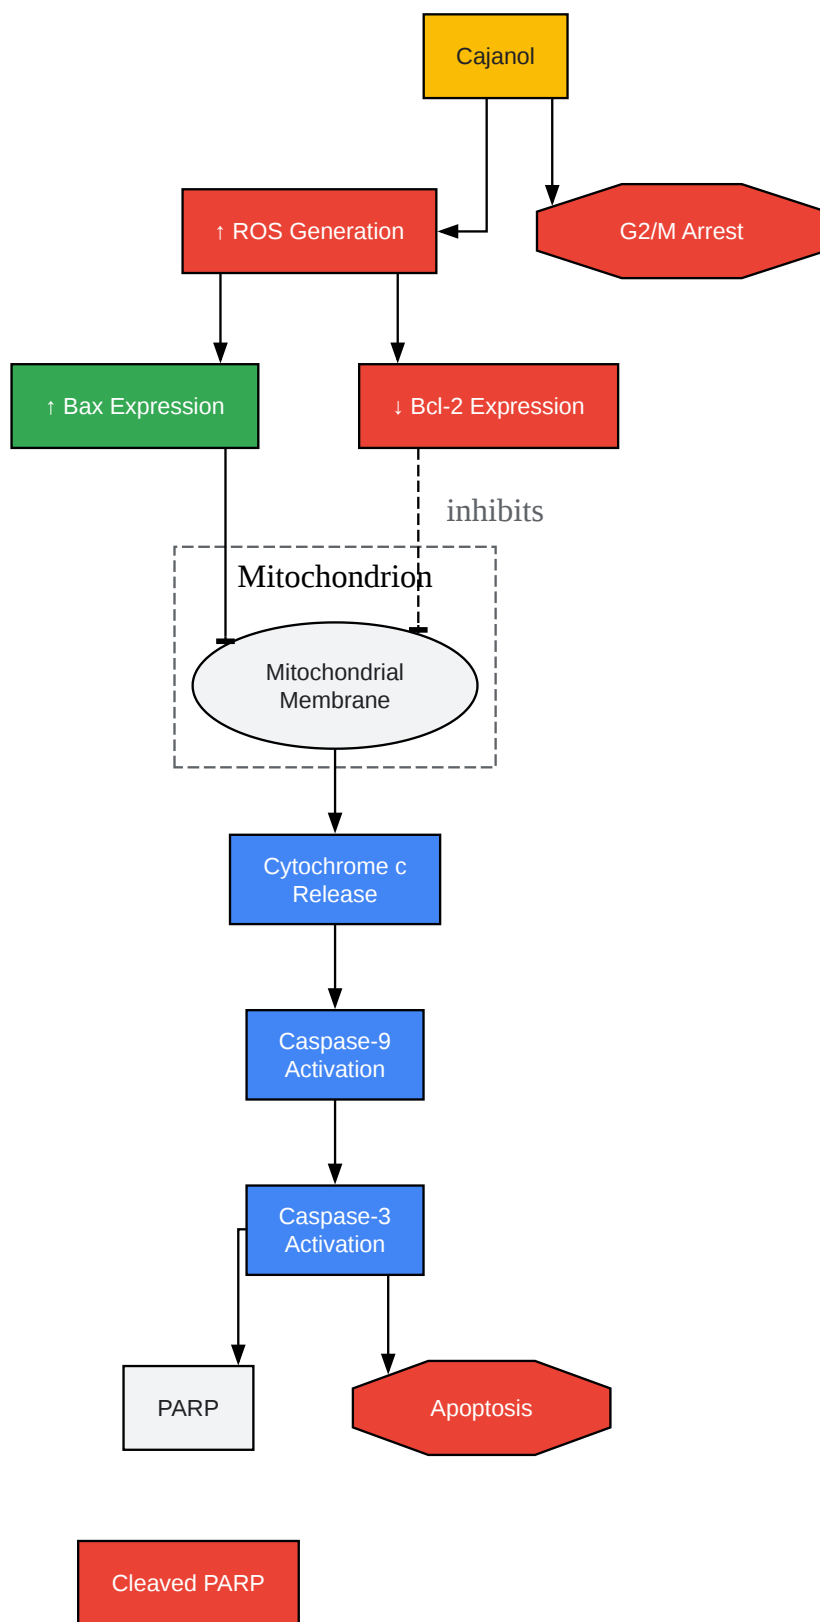 Cajanol
↑ ROS Generation
G2/M Arrest
↑ Bax Expression
↓ Bcl-2 Expression
inhibits
Mitochondrion
Mitochondrial
Membrane
Cytochrome c
Release
Caspase-9
Activation
Caspase-3
Activation
PARP
Apoptosis
Cleaved PARP